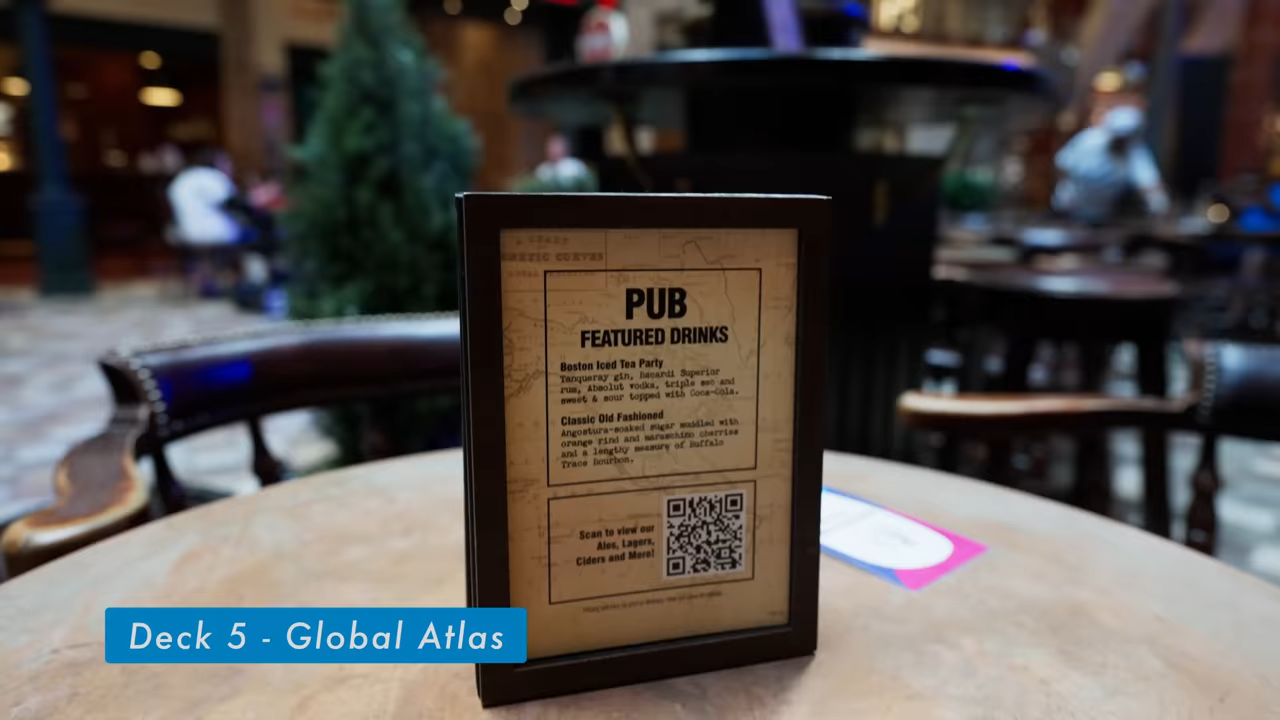 NETIC CURVES
PUB
FEATURED DRINKS
Boston Iced Tea Party
Tanqueray gin, Bacardi Superior
rum, Absolut vodka, triple sec and
sweet & sour topped with Coca-Cola.
Classic Old Fashioned
Angostura-soaked sugar muddled with
orange rind and maraschino cherries
and a lengthy measure of Buffalo
Trace Bourbon.
Scan to view our
Ales, Lagers,
Ciders and More!
Deck 5 - Global Atlas